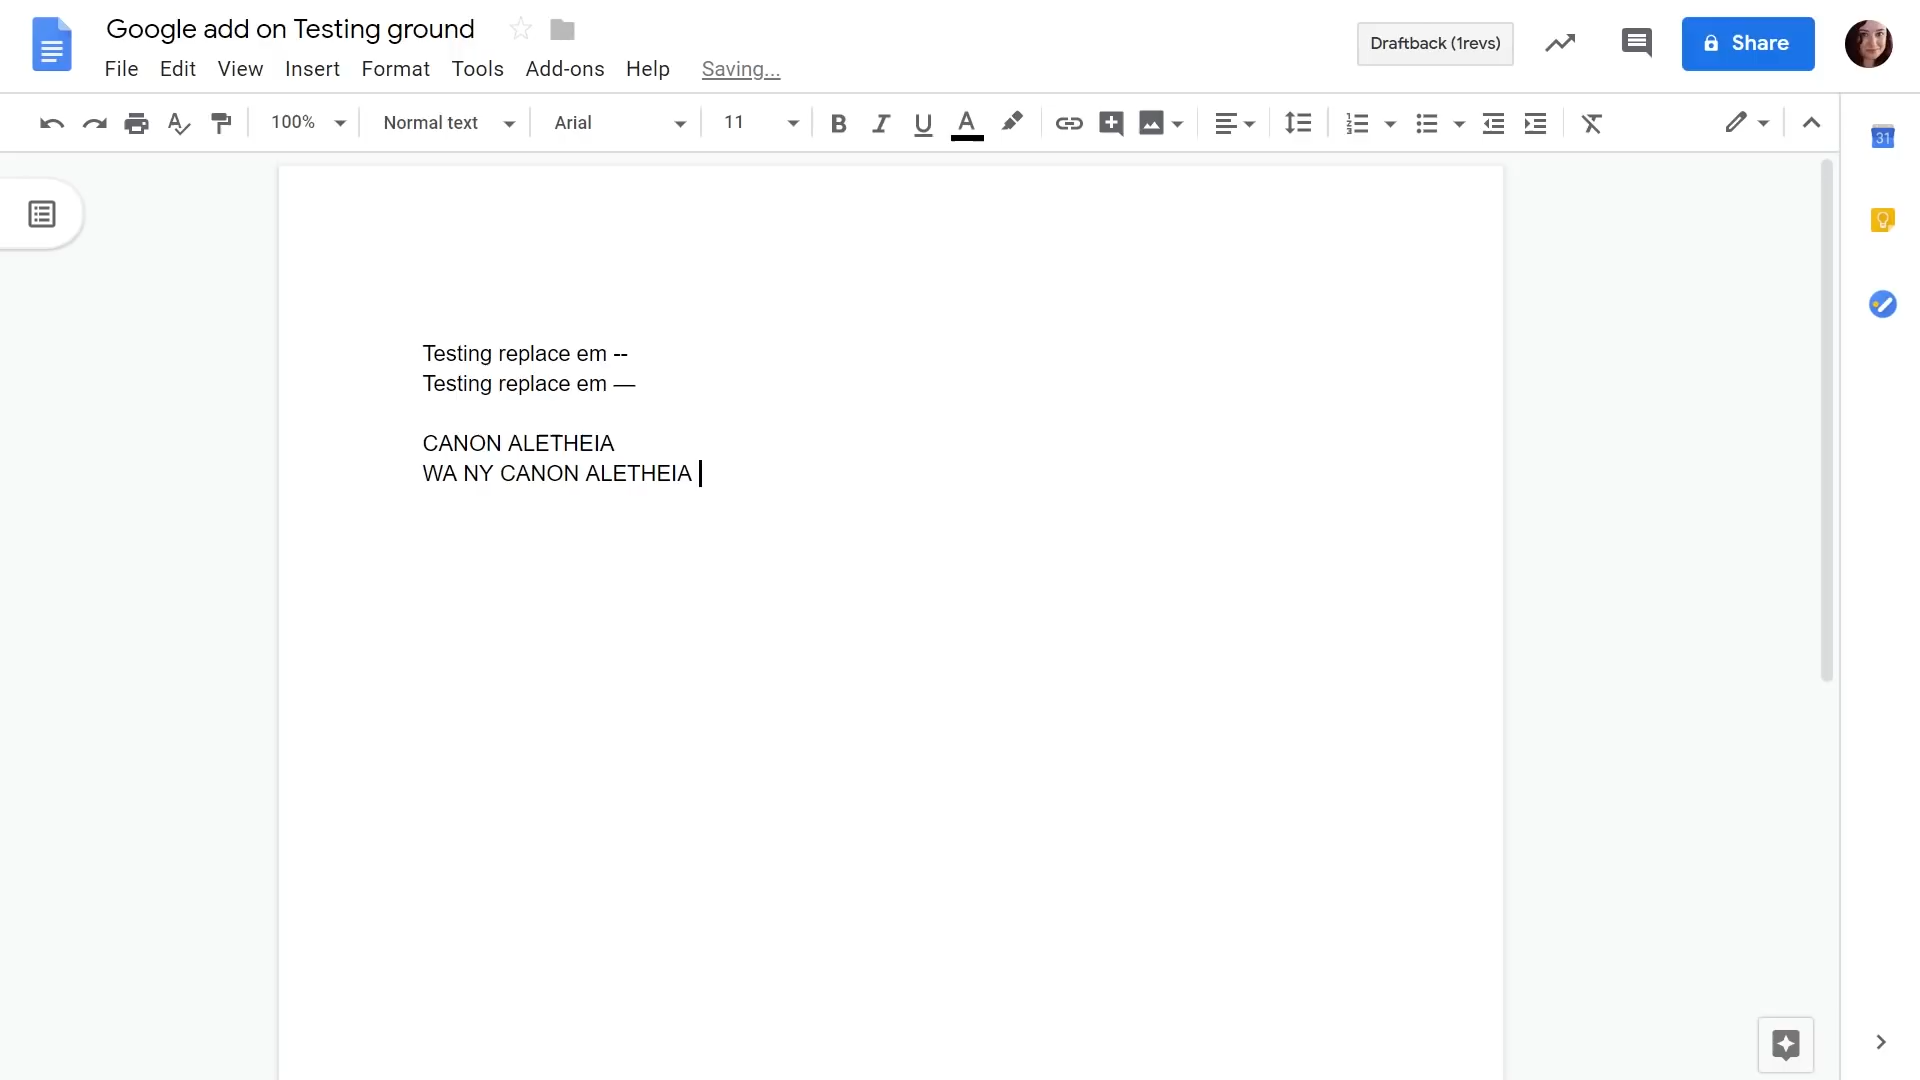 Google add on Testing ground
File Edit View Insert Format Tools Add-ons Help Saving...
Draftback (1revs)
Share
100% Normal text Arial 11
31
Testing replace em --
Testing replace em —
CANON ALETHEIA
WA NY CANON ALETHEIA